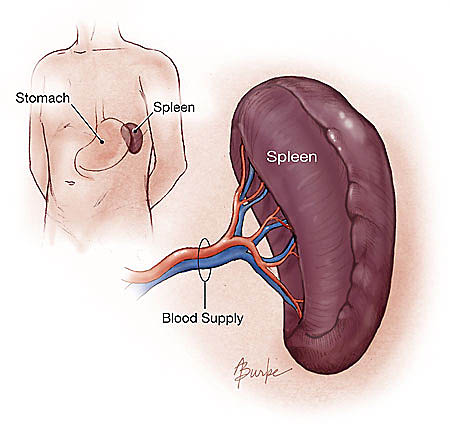 Stomach
Spleen
Spleen
Blood Supply
ABurke